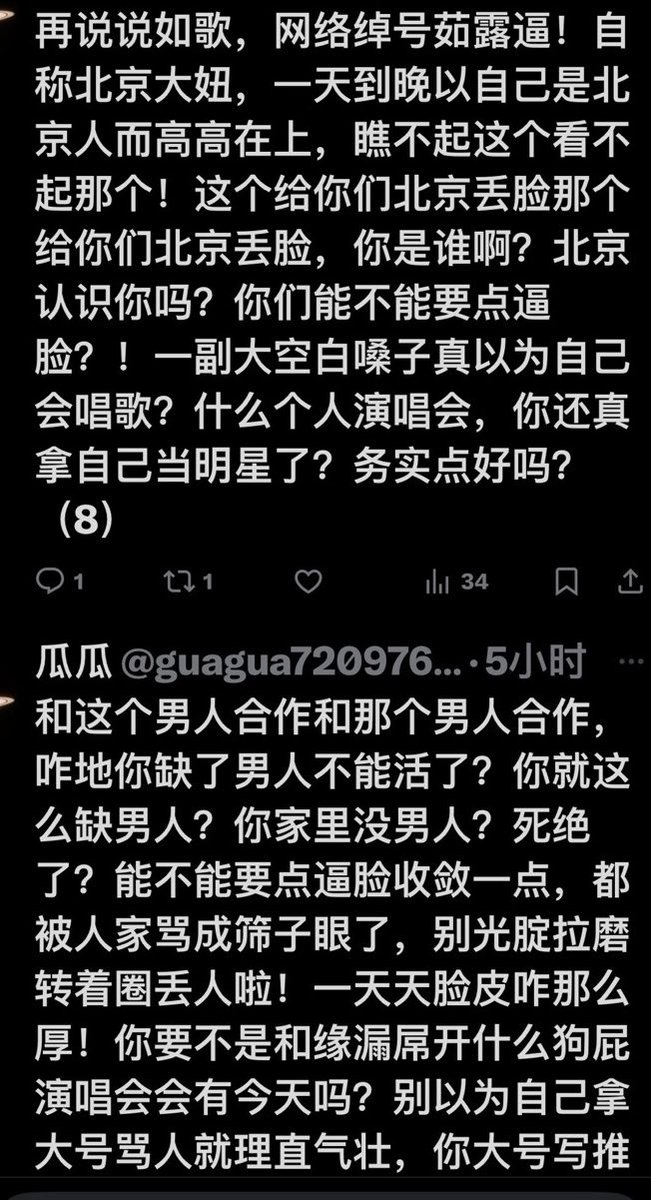 再说说如歌，网络绰号茹露逼！自
称北京大妞，一天到晚以自己是北
京人而高高在上，瞧不起这个看不
起那个！这个给你们北京丢脸那个
给你们北京丢脸，你是谁啊？北京
认识你吗？你们能不能要点逼
脸？！一副大空白嗓子真以为自己
会唱歌？什么个人演唱会，你还真
拿自己当明星了？务实点好吗？
（8）
1 1 34
瓜瓜 @guagua720976... · 5小时 ...
和这个男人合作和那个男人合作，
咋地你缺了男人不能活了？你就这
么缺男人？你家里没男人？死绝
了？能不能要点逼脸收敛一点，都
被人家骂成筛子眼了，别光腚拉磨
转着圈丢人啦！一天天脸皮咋那么
厚！你要不是和缘漏屌开什么狗屁
演唱会会有今天吗？别以为自己拿
大号骂人就理直气壮，你大号写推